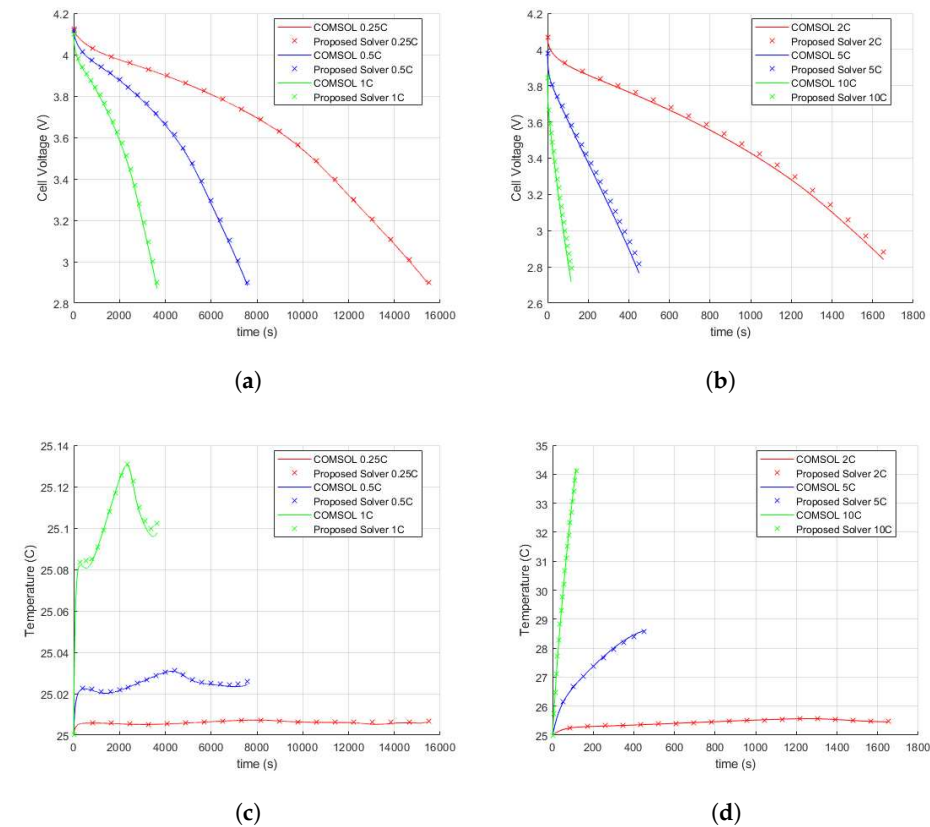 4.2
4
3.8
3.6
3.4
3.2
3
2.8
Cell Voltage (V)
0 2000 4000 6000 8000 10000 12000 14000 16000
time (s)
COMSOL 0.25C
Proposed Solver 0.25C
COMSOL 0.5C
Proposed Solver 0.5C
COMSOL 1C
Proposed Solver 1C
(a)
4.2
4
3.8
3.6
3.4
3.2
3
2.8
2.6
Cell Voltage (V)
0 200 400 600 800 1000 1200 1400 1600 1800
time (s)
COMSOL 2C
Proposed Solver 2C
COMSOL 5C
Proposed Solver 5C
COMSOL 10C
Proposed Solver 10C
(b)
25.14
25.12
25.1
25.08
25.06
25.04
25.02
25
Temperature (C)
0 2000 4000 6000 8000 10000 12000 14000 16000
time (s)
COMSOL 0.25C
Proposed Solver 0.25C
COMSOL 0.5C
Proposed Solver 0.5C
COMSOL 1C
Proposed Solver 1C
(c)
35
34
33
32
31
30
29
28
27
26
25
Temperature (C)
0 200 400 600 800 1000 1200 1400 1600 1800
time (s)
COMSOL 2C
Proposed Solver 2C
COMSOL 5C
Proposed Solver 5C
COMSOL 10C
Proposed Solver 10C
(d)